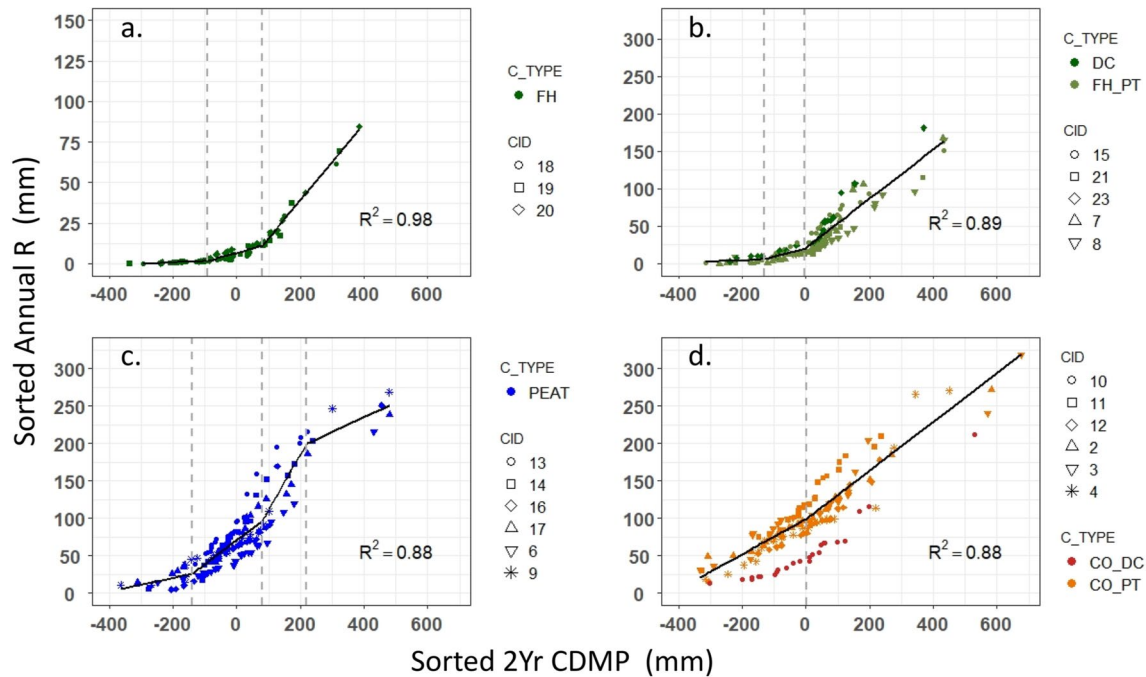 Sorted Annual R (mm)
a.
150
125
100
75
50
25
0
-400 -200 0 200 400 600
R² = 0.98
C_TYPE
FH
CID
18
19
20
b.
300
250
200
150
100
50
0
-400 -200 0 200 400 600
R² = 0.89
C_TYPE
DC
FH_PT
CID
15
21
23
7
8
c.
300
250
200
150
100
50
0
-400 -200 0 200 400 600
R² = 0.88
C_TYPE
PEAT
CID
13
14
16
17
6
9
d.
300
250
200
150
100
50
0
-400 -200 0 200 400 600
R² = 0.88
CID
10
11
12
2
3
4
C_TYPE
CO_DC
CO_PT
Sorted 2Yr CDMP (mm)